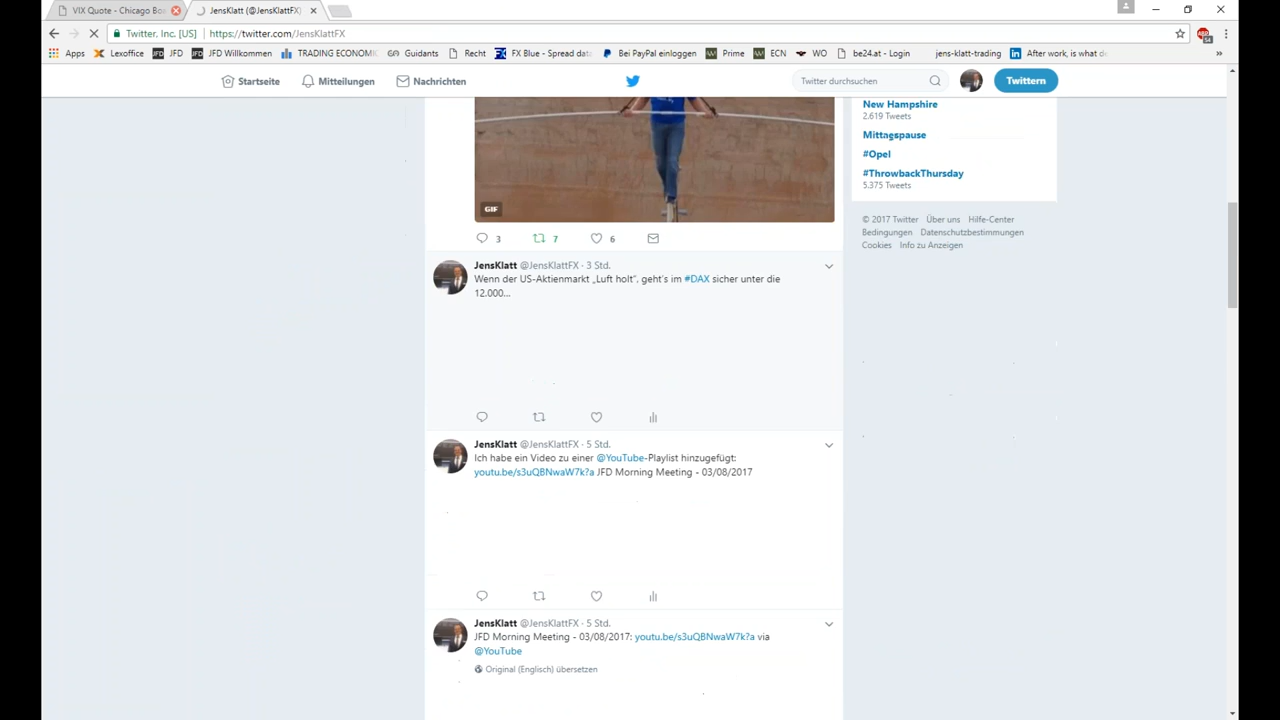 VIX Quote - Chicago Boa
JensKlatt (@JensKlattFX)
Twitter, Inc. [US]
https://twitter.com/JensKlattFX
Apps
Lexoffice
JFD
JFD Willkommen
TRADING ECONOMI
Guidants
Recht
FX Blue - Spread data
Bei PayPal einloggen
Prime
ECN
WO
be24.at - Login
jens-klatt-trading
After work, is what do
»
Startseite
Mitteilungen
Nachrichten
Twitter durchsuchen
Twittern
New Hampshire
2.619 Tweets
Mittagspause
#Opel
#ThrowbackThursday
5.375 Tweets
© 2017 Twitter Über uns Hilfe-Center
Bedingungen Datenschutzbestimmungen
Cookies Info zu Anzeigen
GIF
3 7 6
JensKlatt @JensKlattFX · 3 Std.
Wenn der US-Aktienmarkt „Luft holt“, geht's im #DAX sicher unter die
12.000...
JensKlatt @JensKlattFX · 5 Std.
Ich habe ein Video zu einer @YouTube-Playlist hinzugefügt:
youtu.be/s3uQBNwaW7k?a JFD Morning Meeting - 03/08/2017
JensKlatt @JensKlattFX · 5 Std.
JFD Morning Meeting - 03/08/2017: youtu.be/s3uQBNwaW7k?a via
@YouTube
Original (Englisch) übersetzen